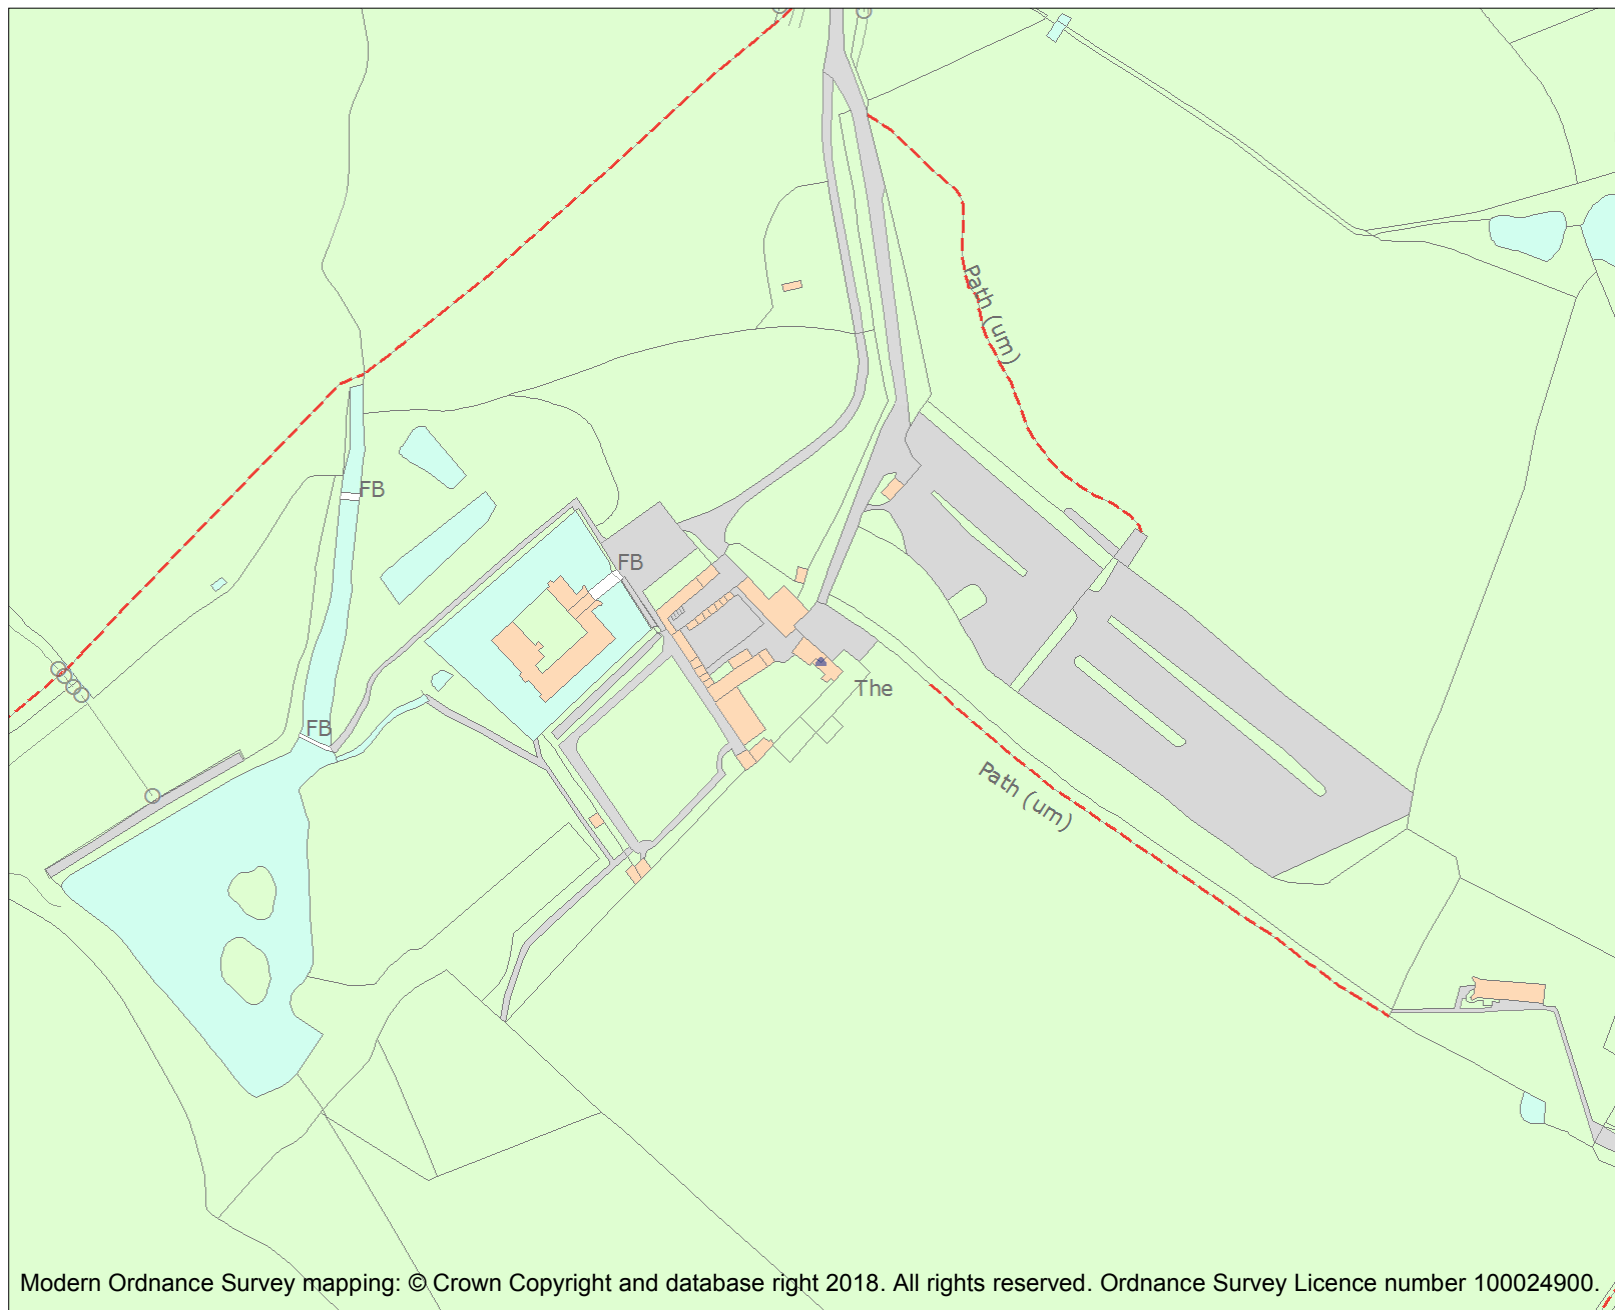 Path (um)
FB
FB
The
FB
Path (um)
Modern Ordnance Survey mapping: © Crown Copyright and database right 2018. All rights reserved. Ordnance Survey Licence number 100024900.